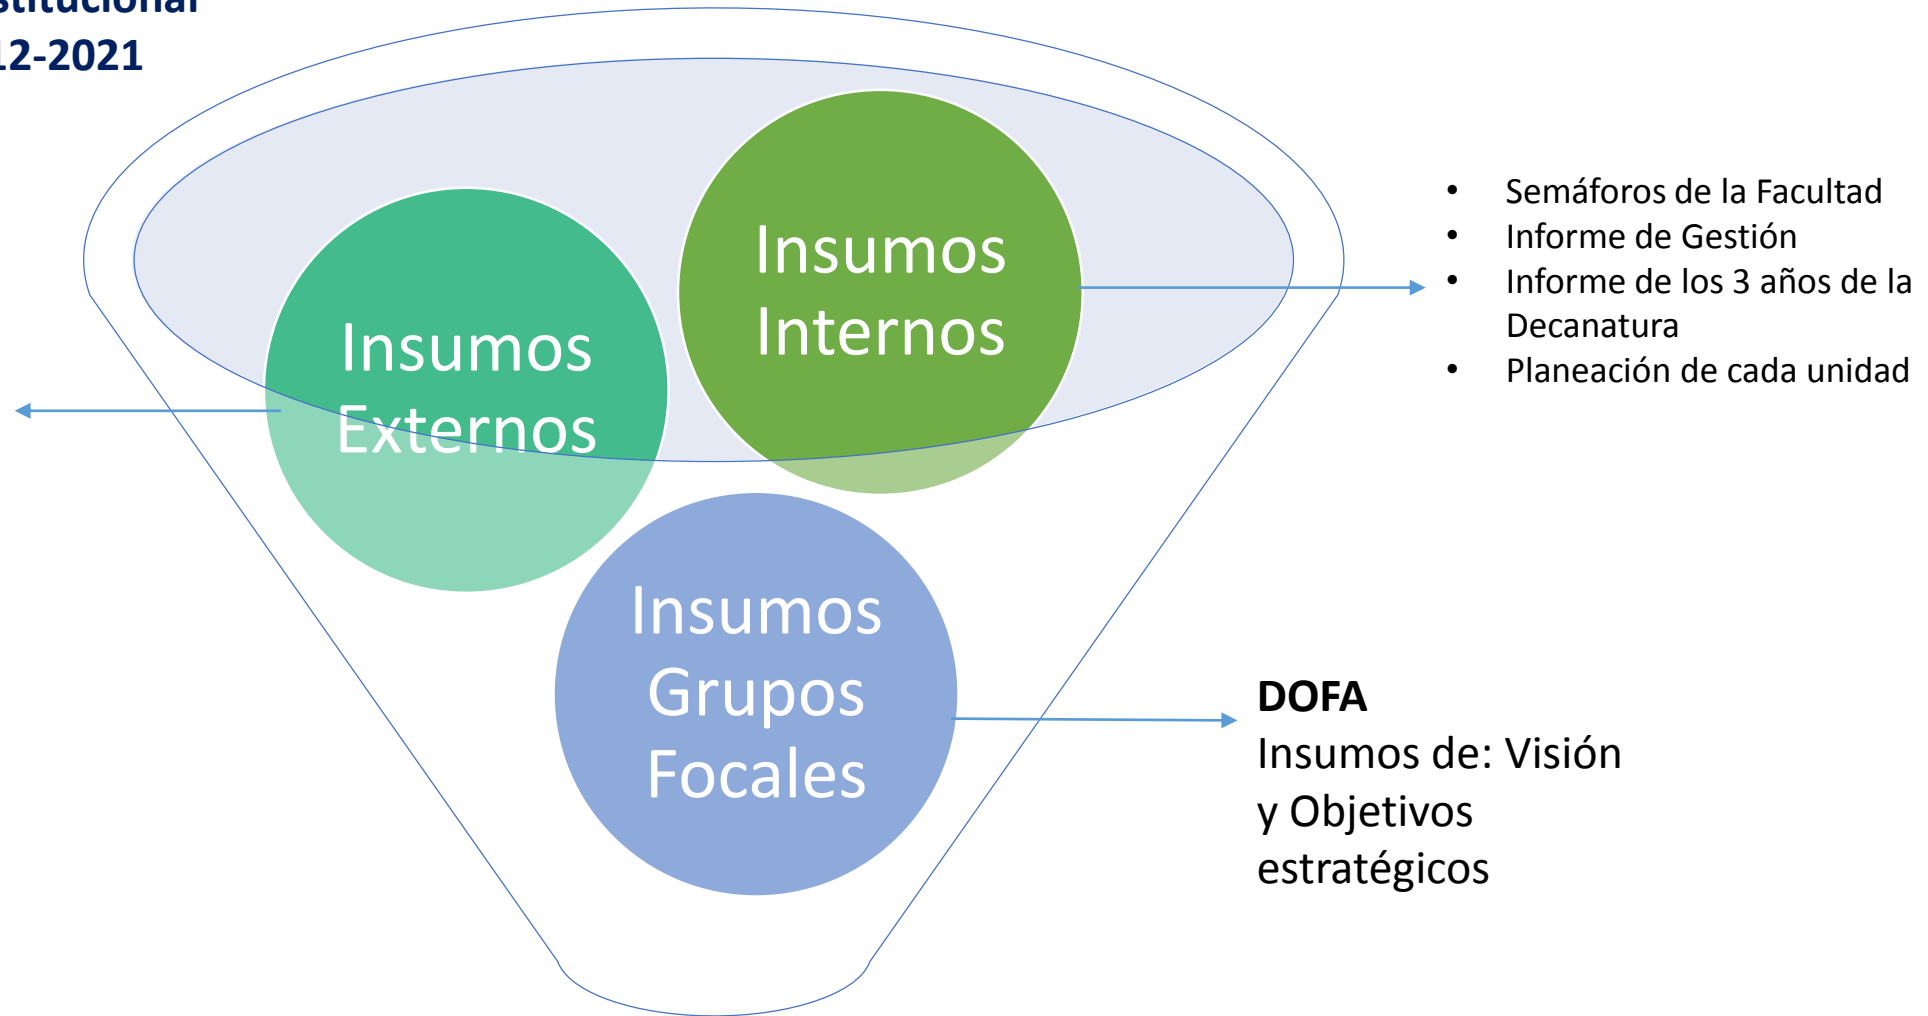 12-2021
Insumos
Internos
Insumos
Externos
Insumos
Grupos
Focales
• Semáforos de la Facultad
• Informe de Gestión
• Informe de los 3 años de la
Decanatura
• Planeación de cada unidad
DOFA
Insumos de: Visión
y Objetivos
estratégicos